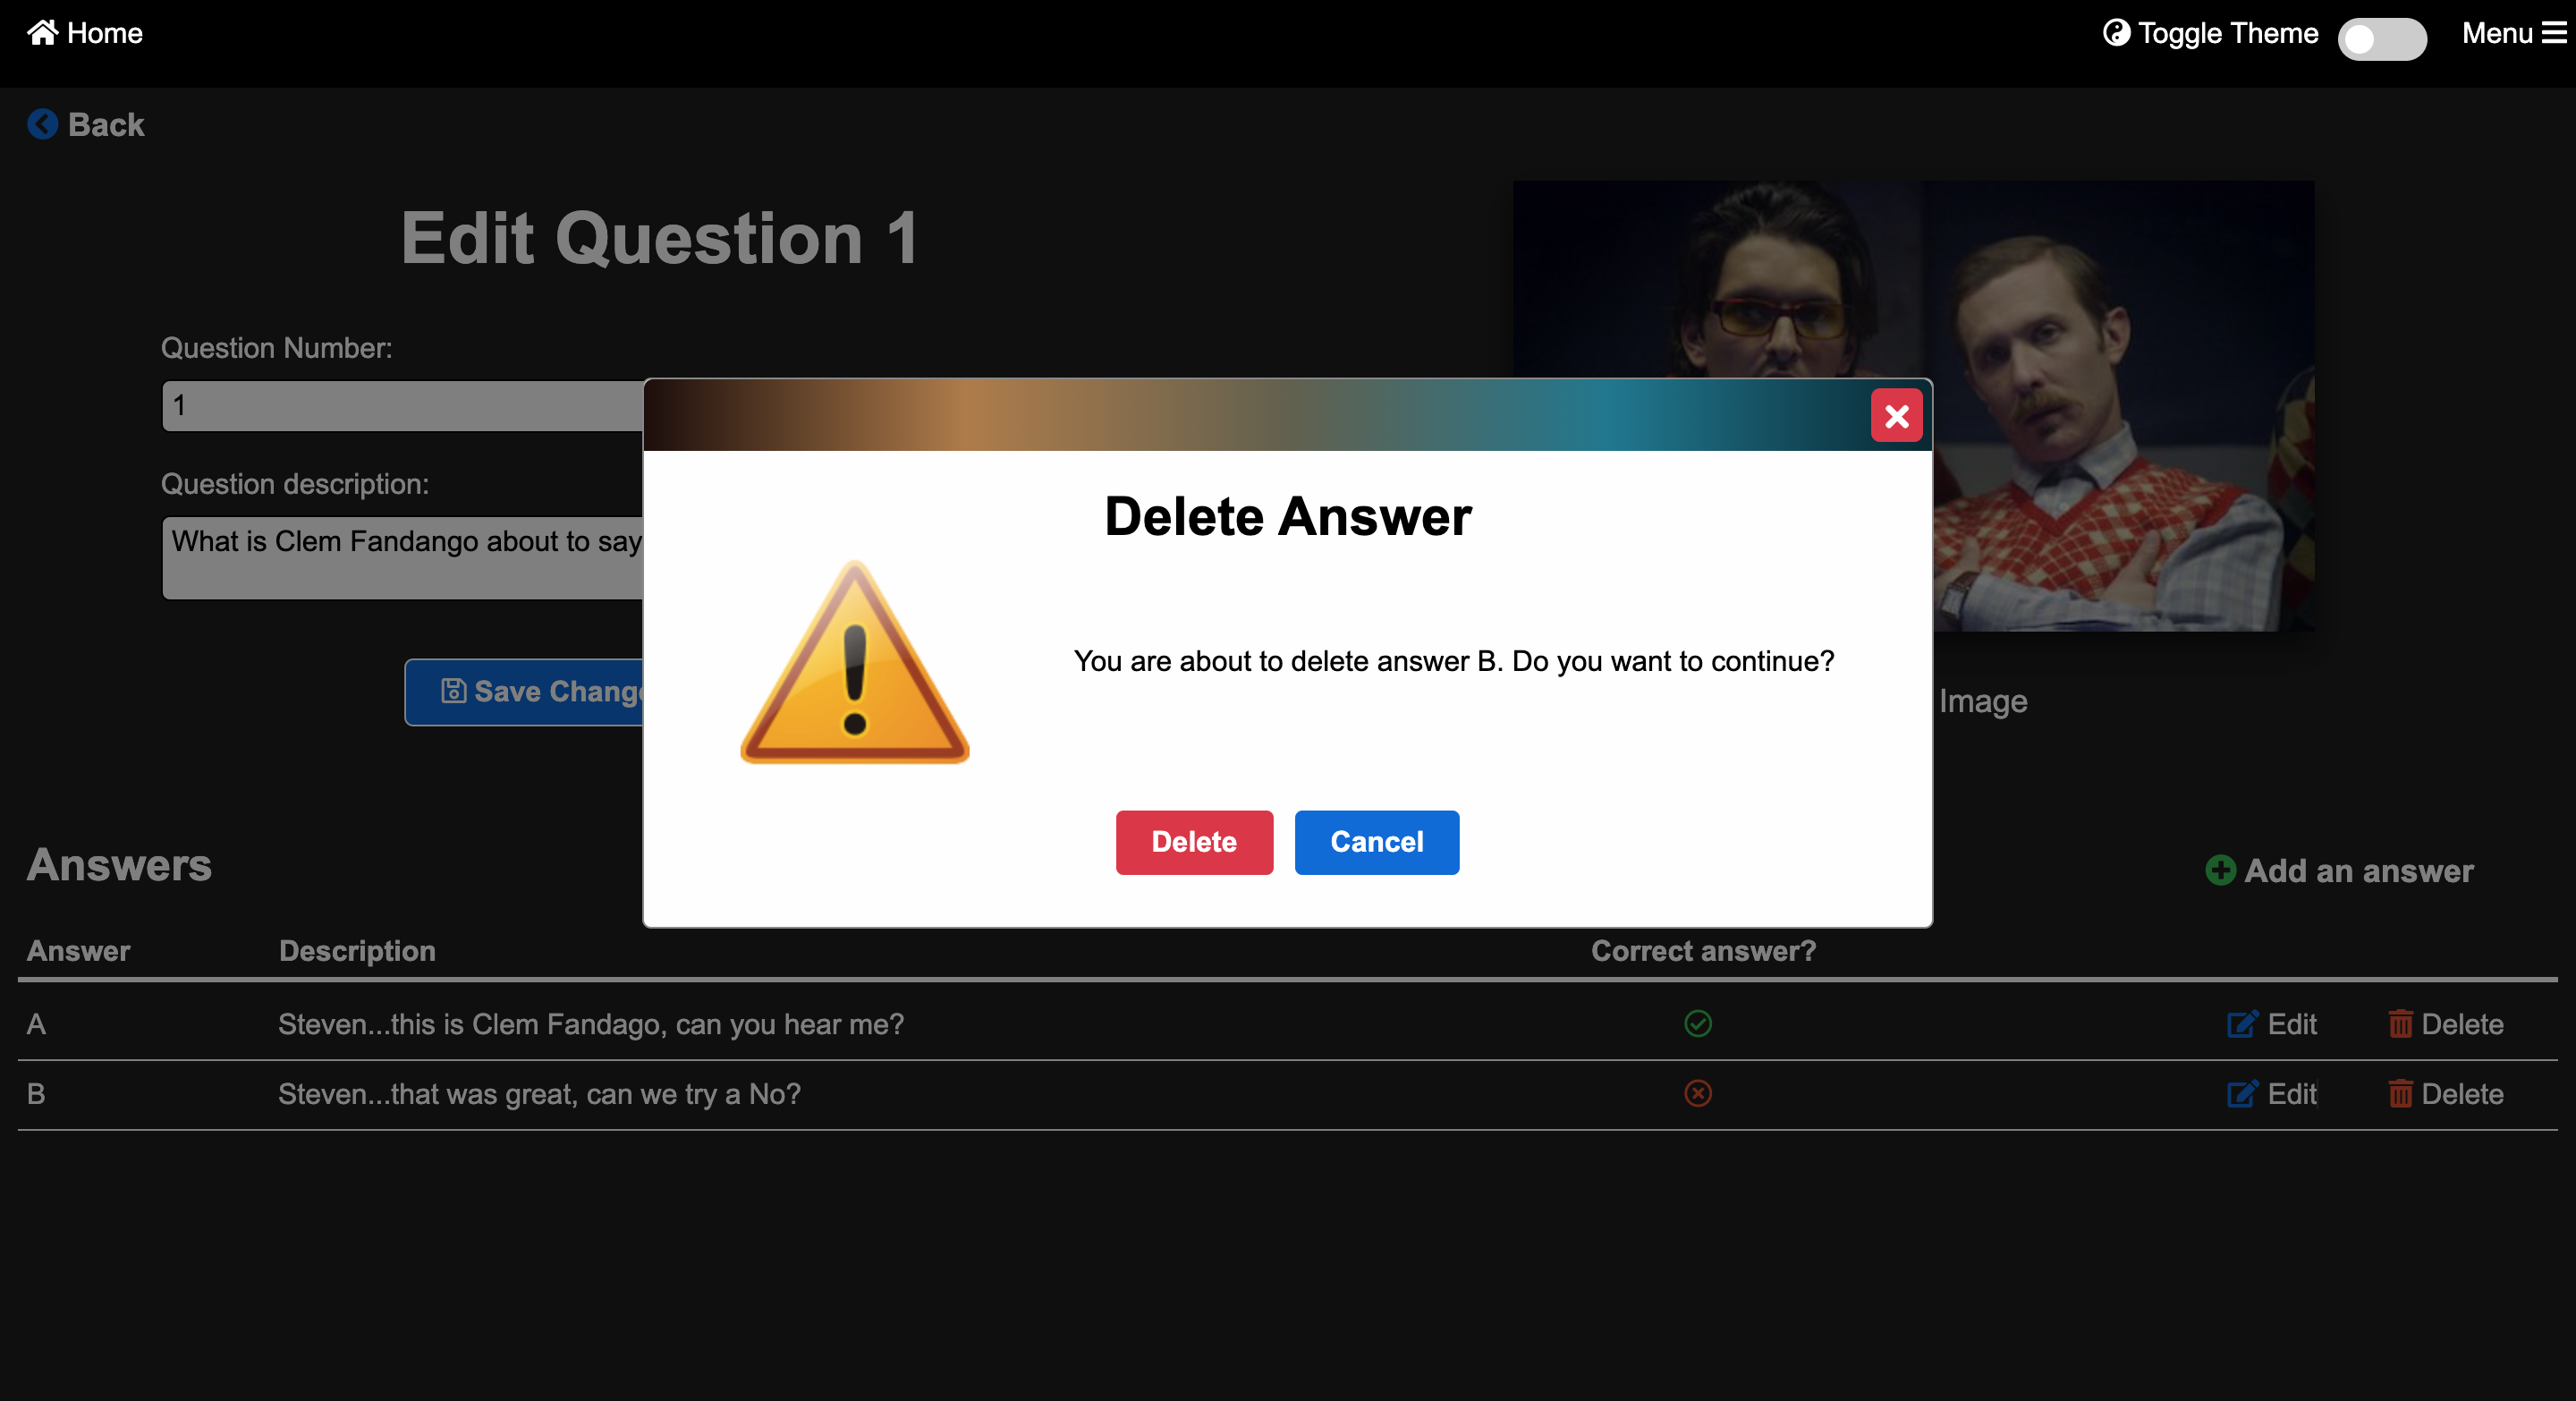 Home
Toggle Theme
Menu
Back
Edit Question 1
Question Number:
1
Question description:
What is Clem Fandango about to say
Save Chang
Image
Delete Answer
You are about to delete answer B. Do you want to continue?
Delete
Cancel
Answers
Add an answer
Answer Description Correct answer?
A Steven...this is Clem Fandago, can you hear me? Edit Delete
B Steven...that was great, can we try a No? Edit Delete